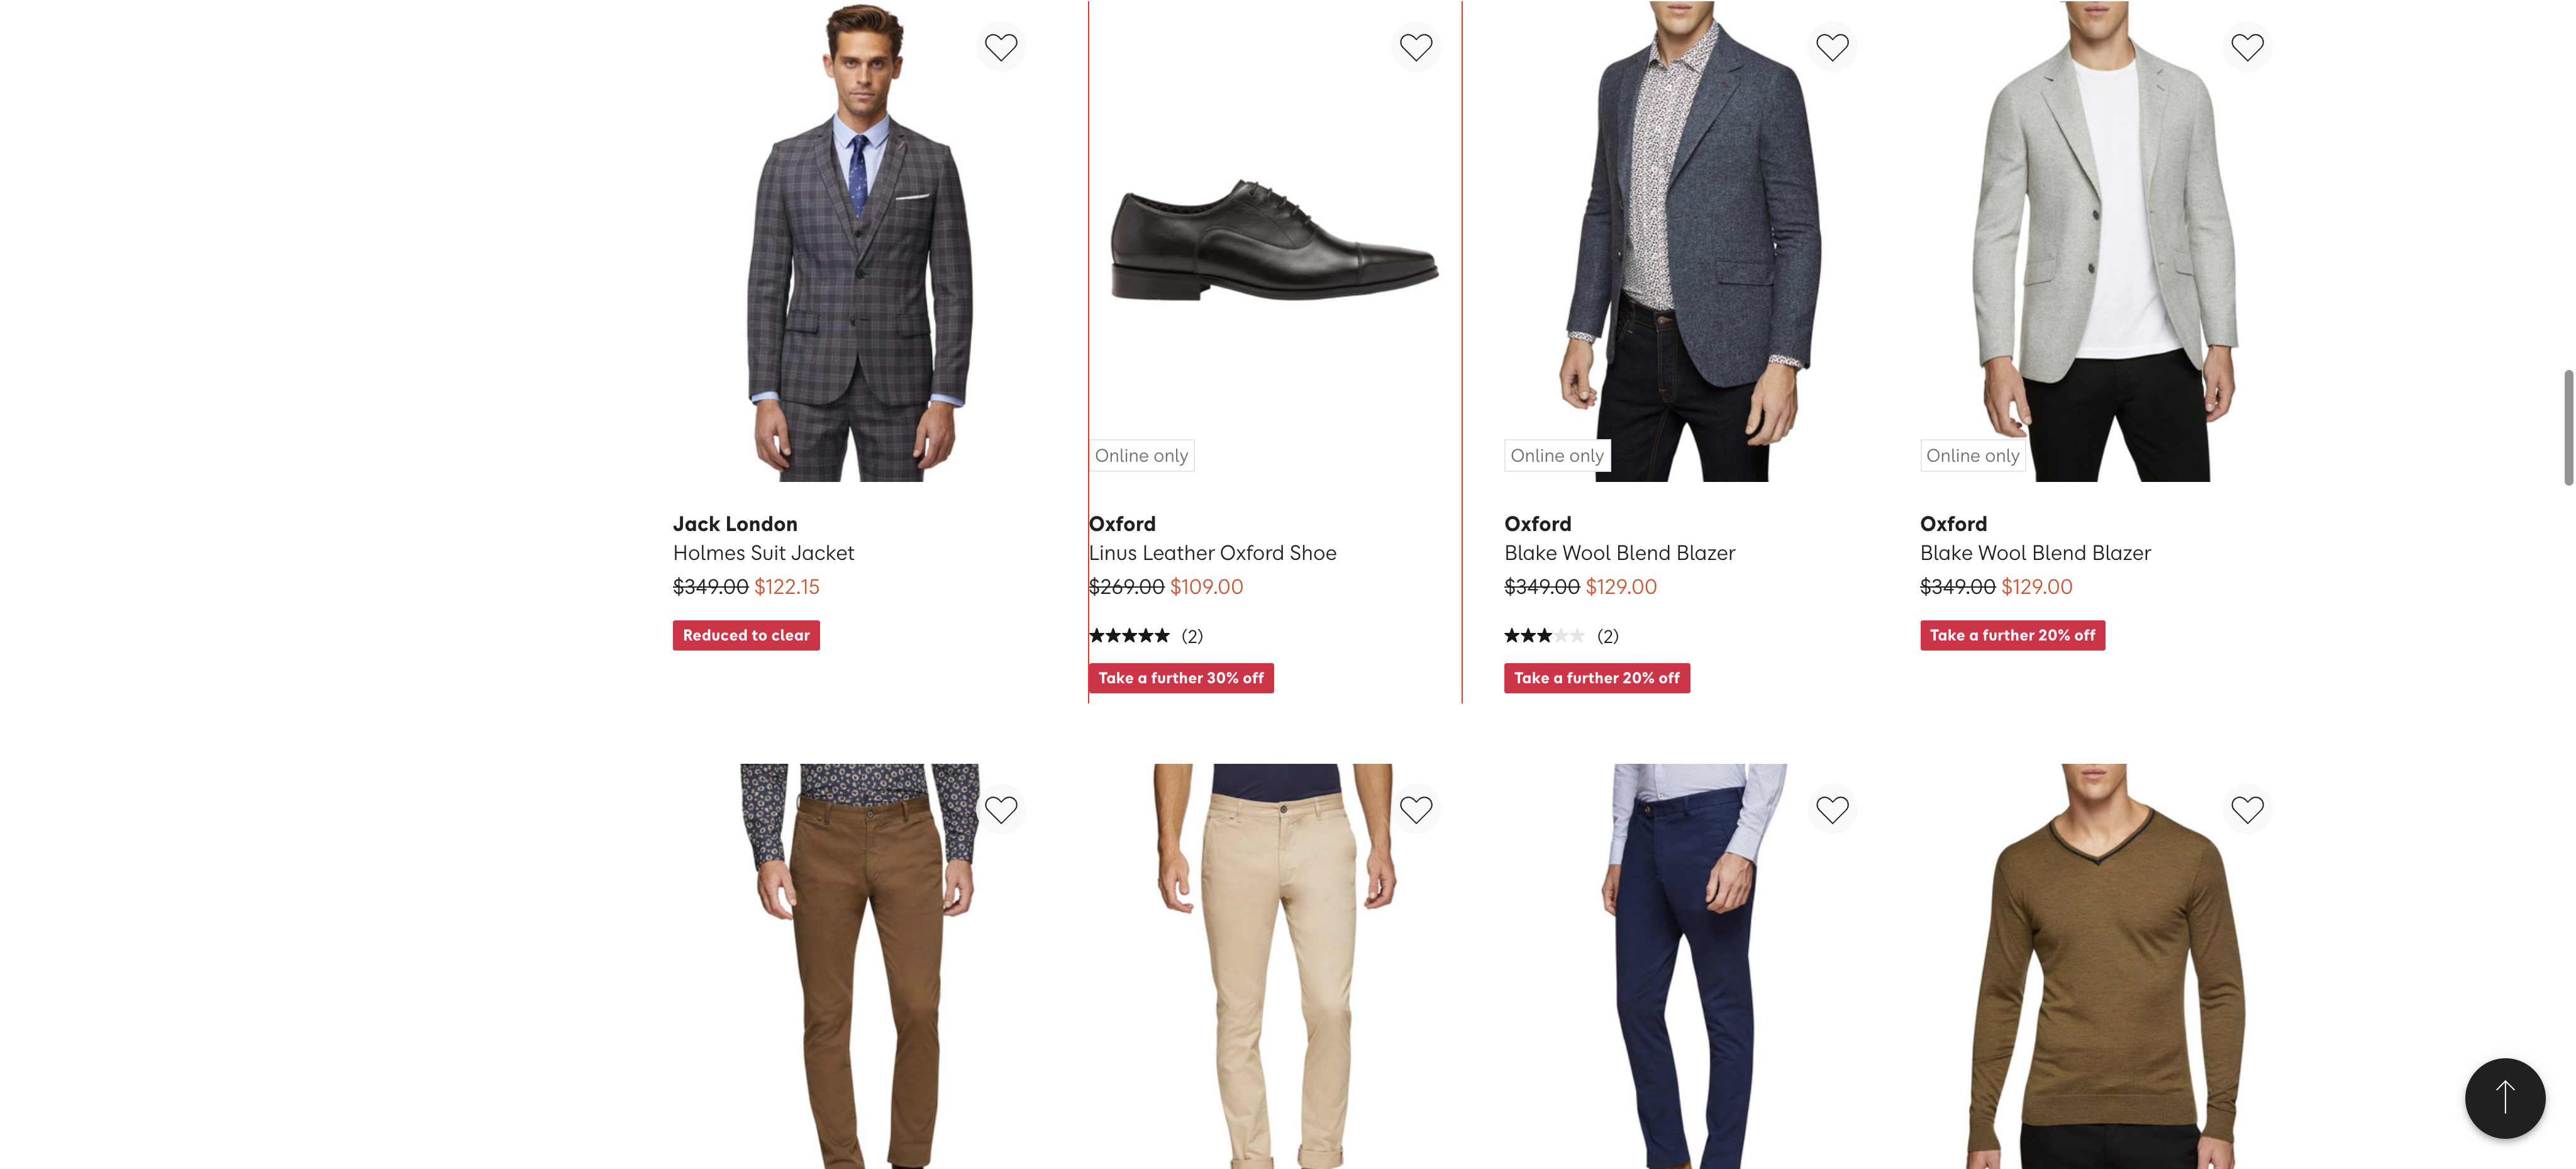 Online only
Online only
Online only
Jack London
Holmes Suit Jacket
$349.00 $122.15
Reduced to clear
Oxford
Linus Leather Oxford Shoe
$269.00 $109.00
(2)
Take a further 30% off
Oxford
Blake Wool Blend Blazer
$349.00 $129.00
(2)
Take a further 20% off
Oxford
Blake Wool Blend Blazer
$349.00 $129.00
Take a further 20% off